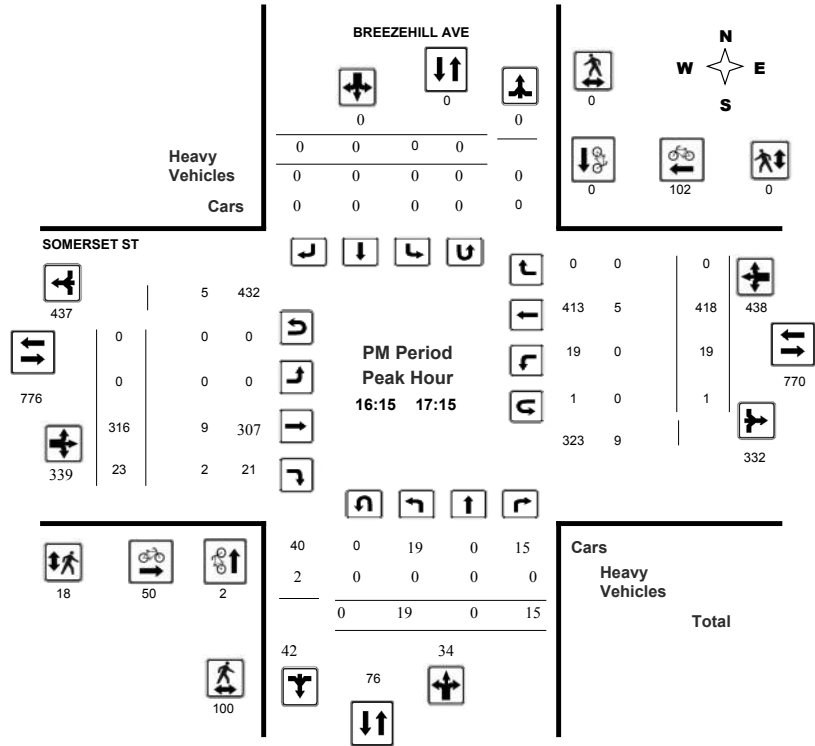 BREEZEHILL AVE
N
W E
S
0
0
0 0
0 0 0 0
Heavy
Vehicles
0 0 0 0 0
Cars
0 0 0 0 0
0 102 0
SOMERSET ST
437
5 432
0 0 0
776
0 0 0
316 9 307
339
23 2 21
PM Period
Peak Hour
16:15 17:15
0 0 0
438
413 5 418
19 0 19
770
1 0 1
323 9
332
40 0 19 0 15
Cars
2 0 0 0 0
Heavy
Vehicles
0 19 0 15
Total
18 50 2
42 34
76
100